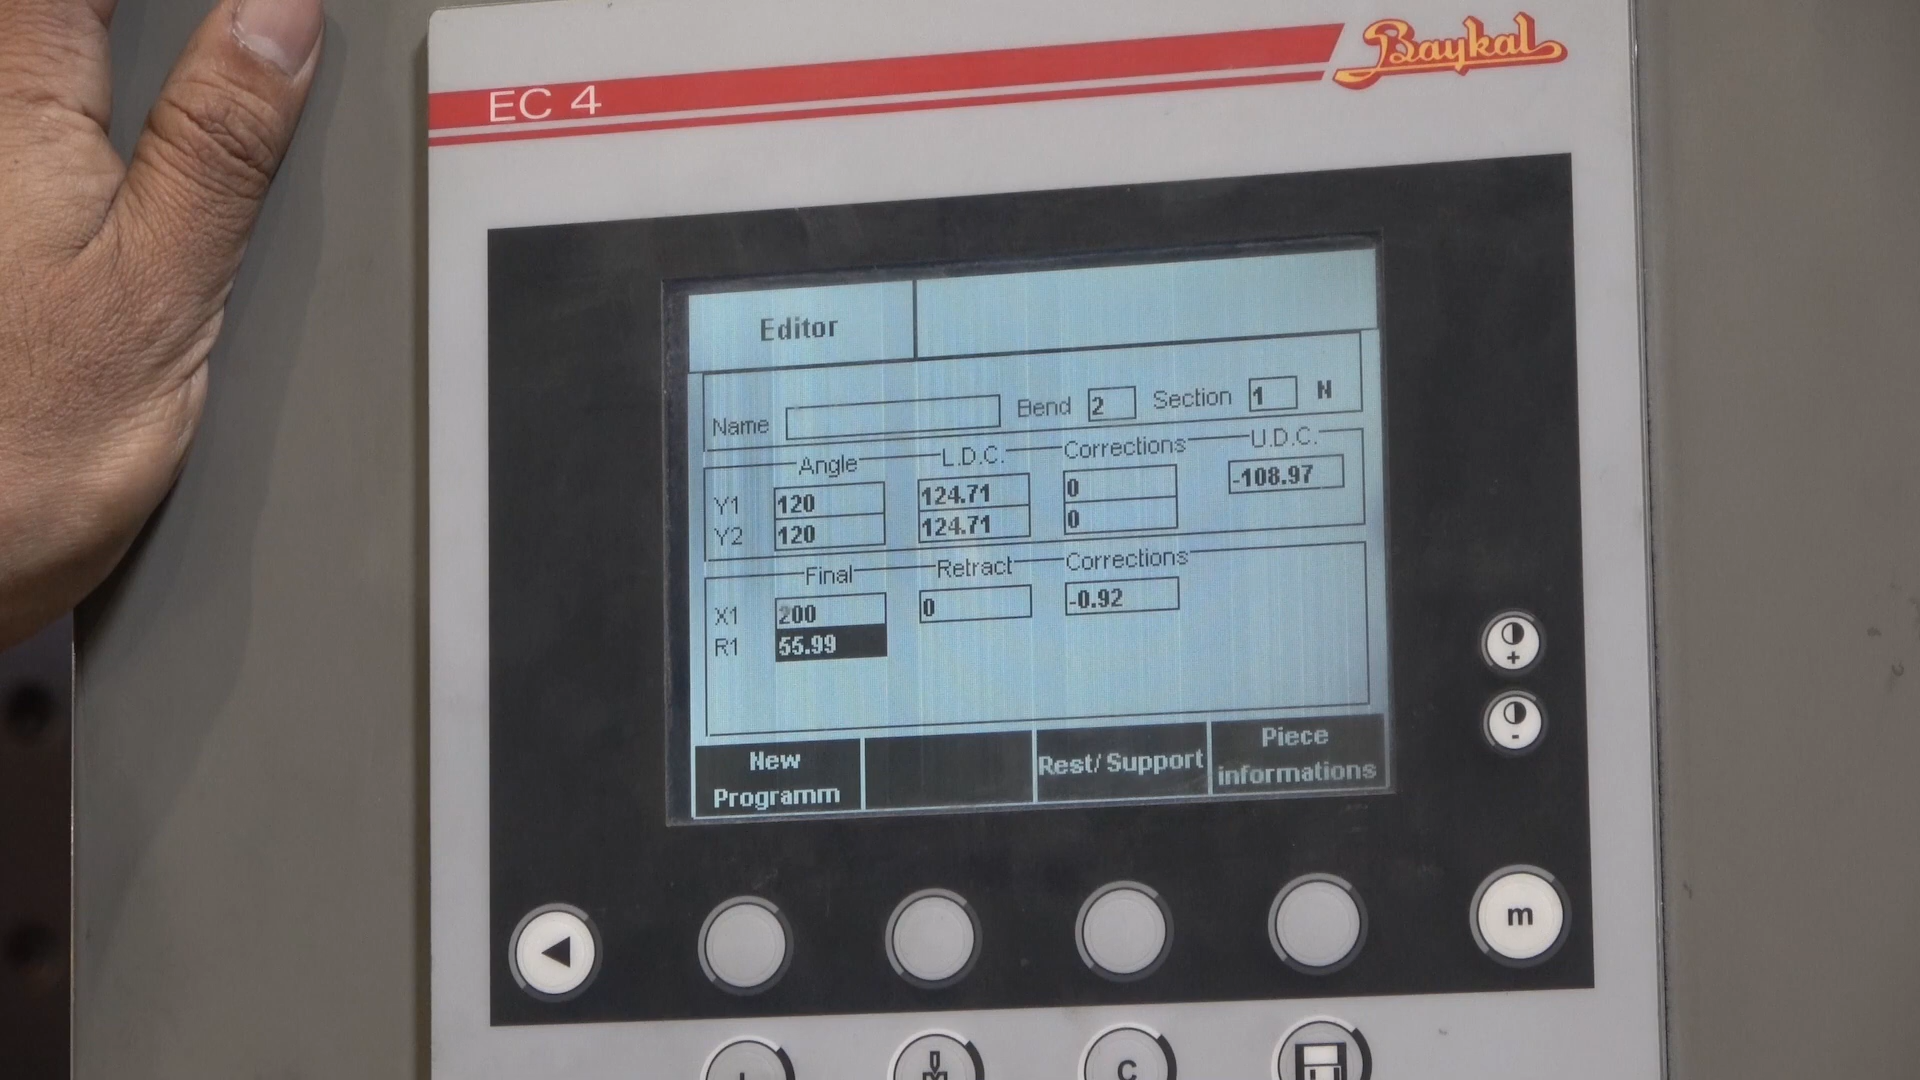 Baykal
EC 4
Editor
Name Bend 2 Section 1 N
Angle L.D.C. Corrections U.D.C.
Y1 120 124.71 0 -108.97
Y2 120 124.71 0
Final Retract Corrections
X1 200 0 -0.92
R1 55.99
New Programm
Rest/Support
Piece informations
+
-
m
C